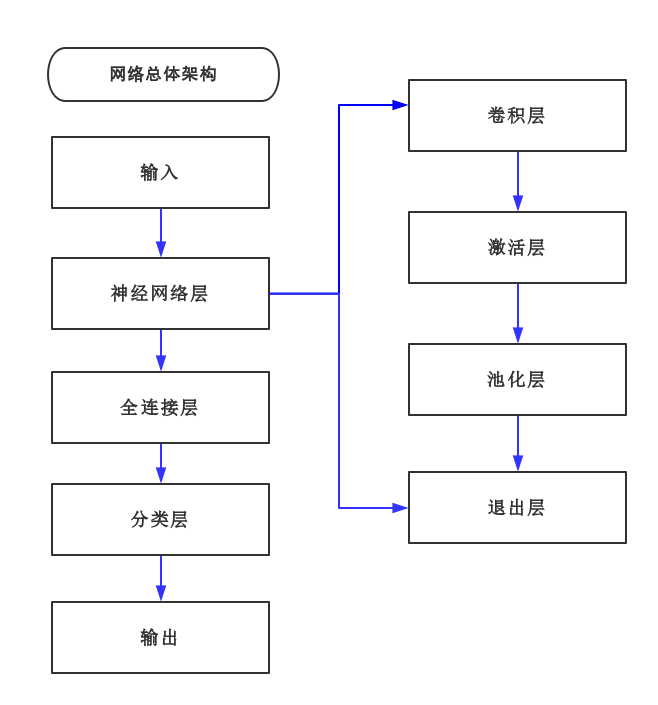 网络总体架构
输入
神经网络层
全连接层
分类层
输出
卷积层
激活层
池化层
退出层